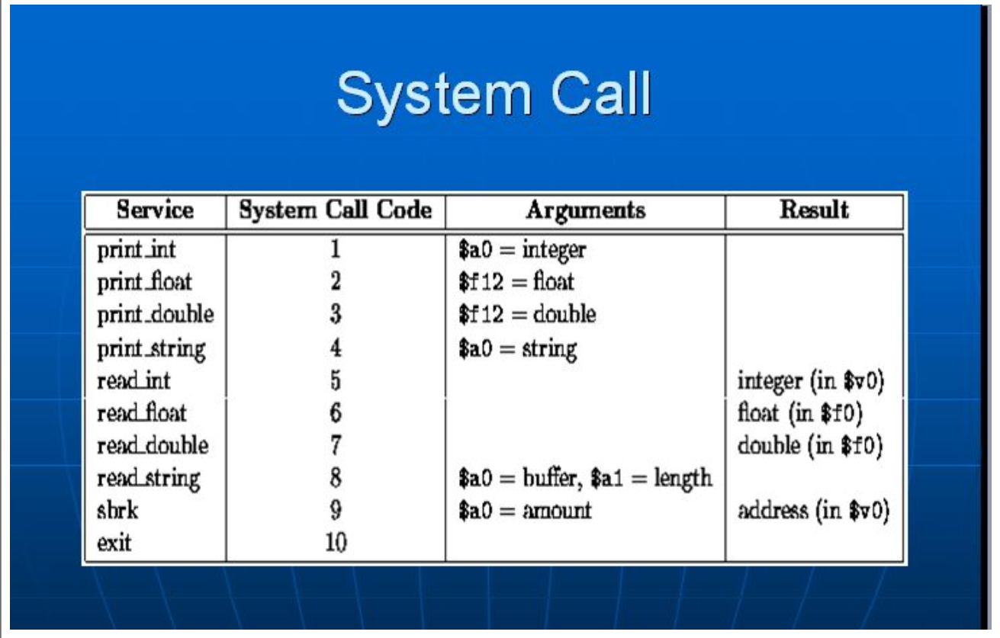 System Call
Service System Call Code Arguments Result
print_int 1 $a0 = integer
print_float 2 $f12 = float
print_double 3 $f12 = double
print_string 4 $a0 = string
read_int 5 integer (in $v0)
read_float 6 float (in $f0)
read_double 7 double (in $f0)
read_string 8 $a0 = buffer, $a1 = length
sbrk 9 $a0 = amount address (in $v0)
exit 10